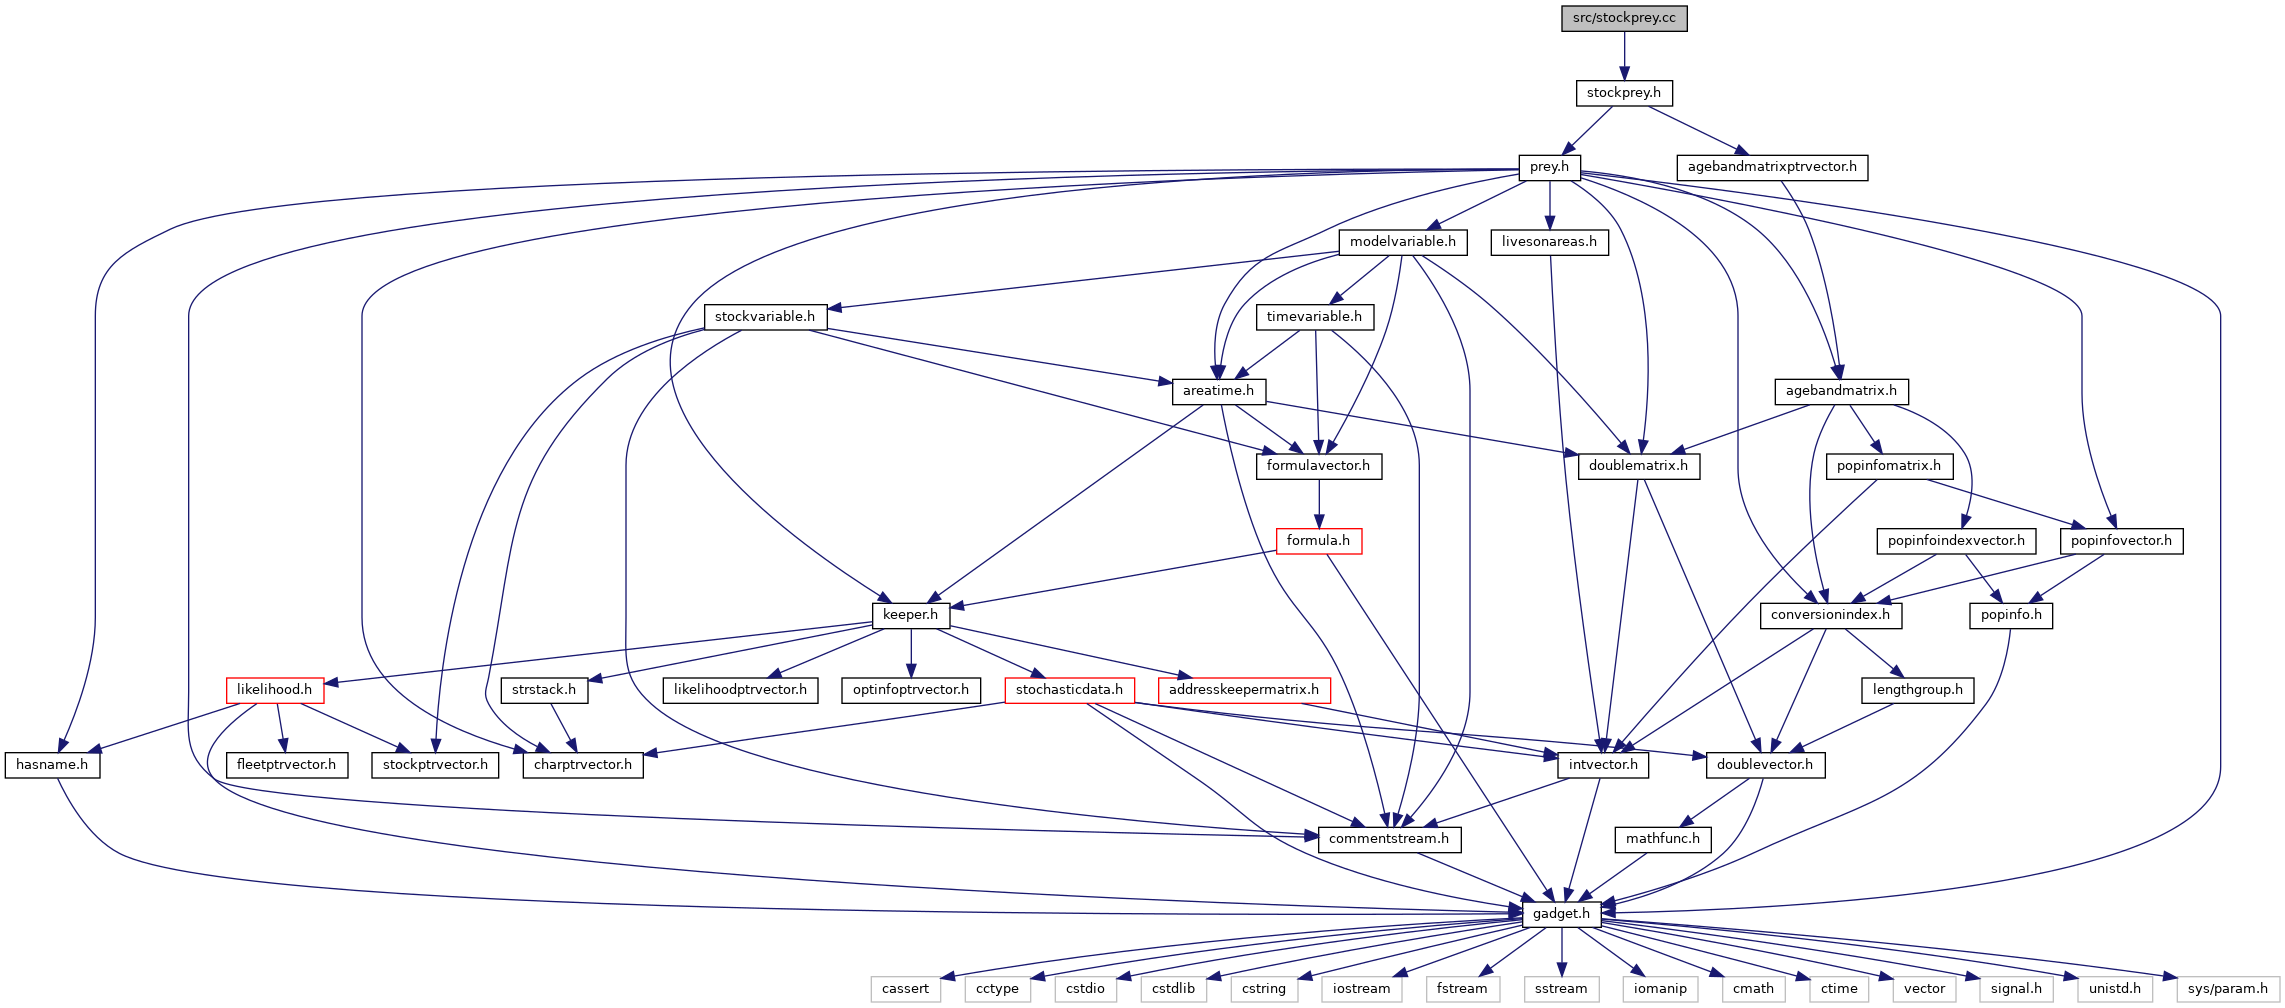 src/stockprey.cc
stockprey.h
prey.h
agebandmatrixptrvector.h
modelvariable.h
livesonareas.h
stockvariable.h
timevariable.h
areatime.h
agebandmatrix.h
formulavector.h
doublematrix.h
popinfomatrix.h
formula.h
popinfoindexvector.h
popinfovector.h
keeper.h
conversionindex.h
popinfo.h
likelihood.h
strstack.h
likelihoodptrvector.h
optinfoptrvector.h
stochasticdata.h
addresskeepermatrix.h
lengthgroup.h
hasname.h
fleetptrvector.h
stockptrvector.h
charptrvector.h
intvector.h
doublevector.h
commentstream.h
mathfunc.h
gadget.h
cassert
cctype
cstdio
cstdlib
cstring
iostream
fstream
sstream
iomanip
cmath
ctime
vector
signal.h
unistd.h
sys/param.h